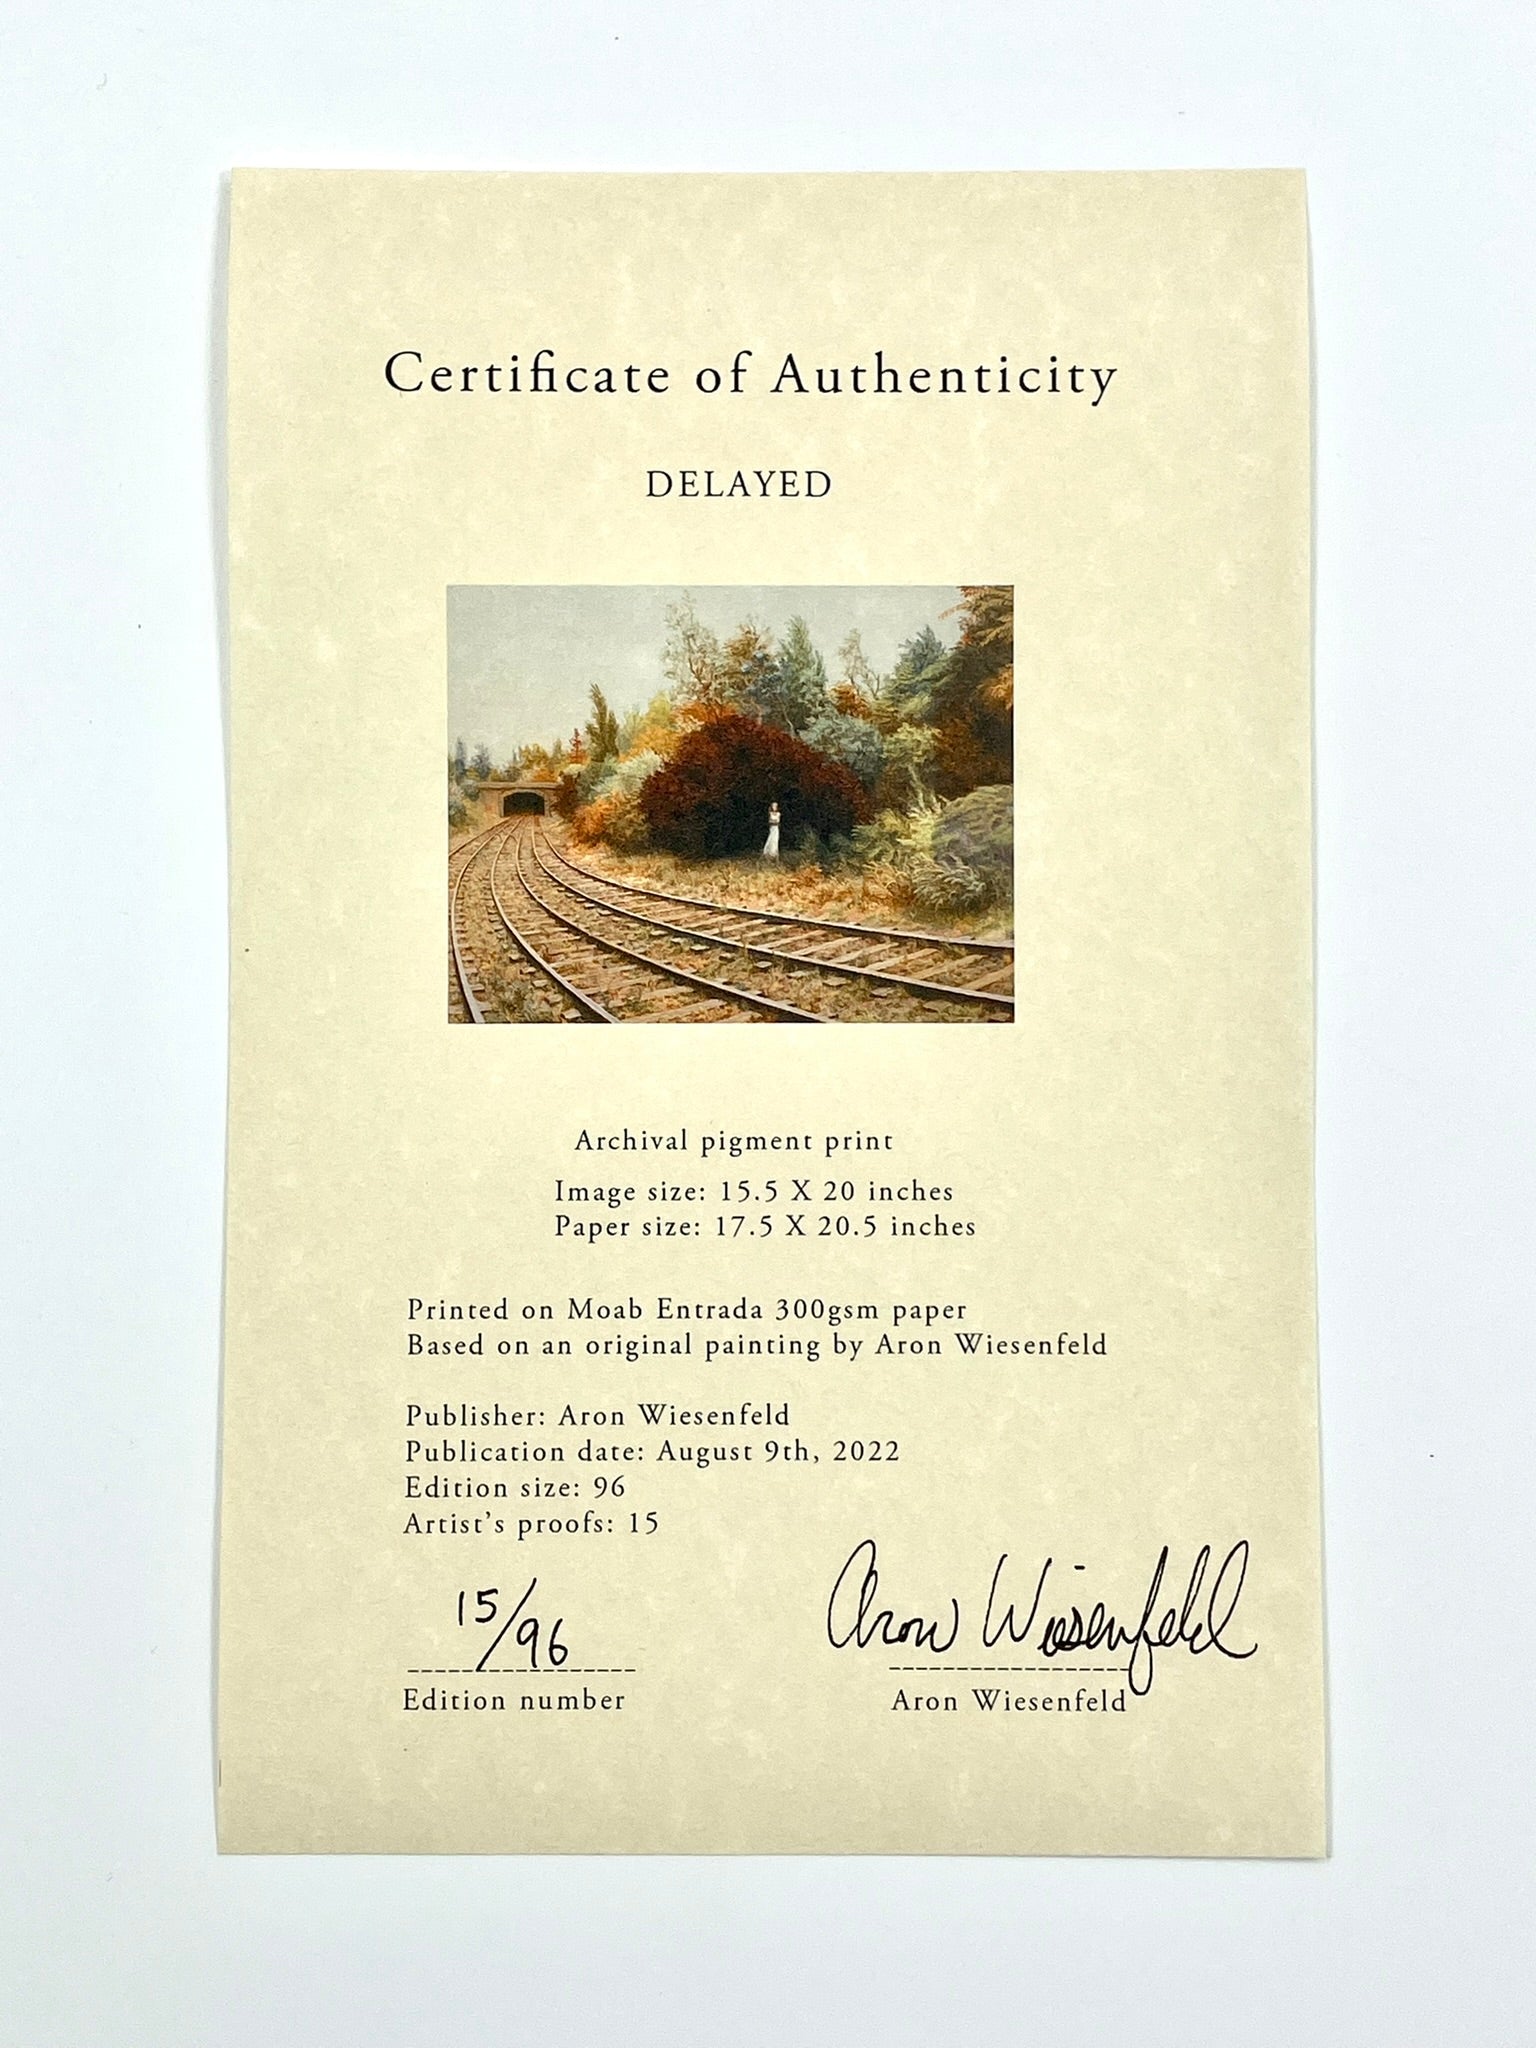 Certificate of Authenticity
DELAYED
Archival pigment print
Image size: 15.5 X 20 inches
Paper size: 17.5 X 20.5 inches
Printed on Moab Entrada 300gsm paper
Based on an original painting by Aron Wiesenfeld
Publisher: Aron Wiesenfeld
Publication date: August 9th, 2022
Edition size: 96
Artist's proofs: 15
15/96
Aron Wiesenfeld
Edition number
Aron Wiesenfeld